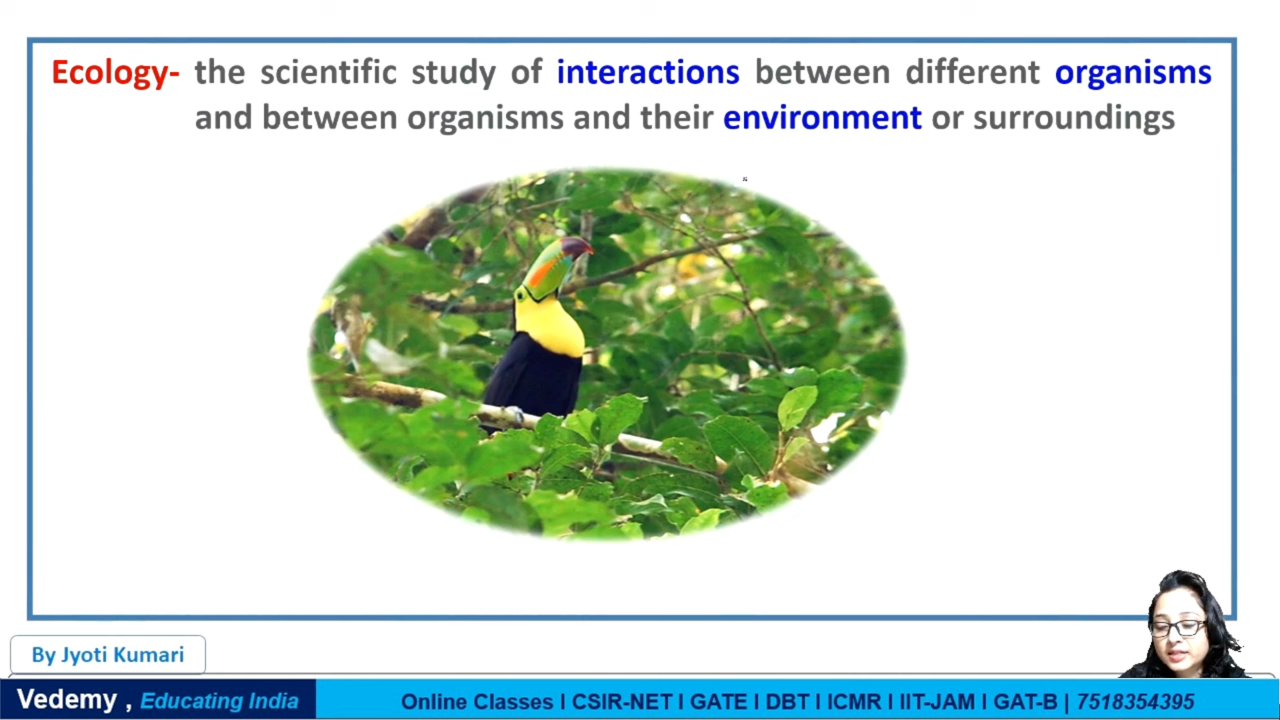 Ecology- the scientific study of interactions between different organisms
and between organisms and their environment or surroundings
By Jyoti Kumari
Vedemy , Educating India
Online Classes I CSIR-NET I GATE I DBT I ICMR I IIT-JAM I GAT-B | 7518354395